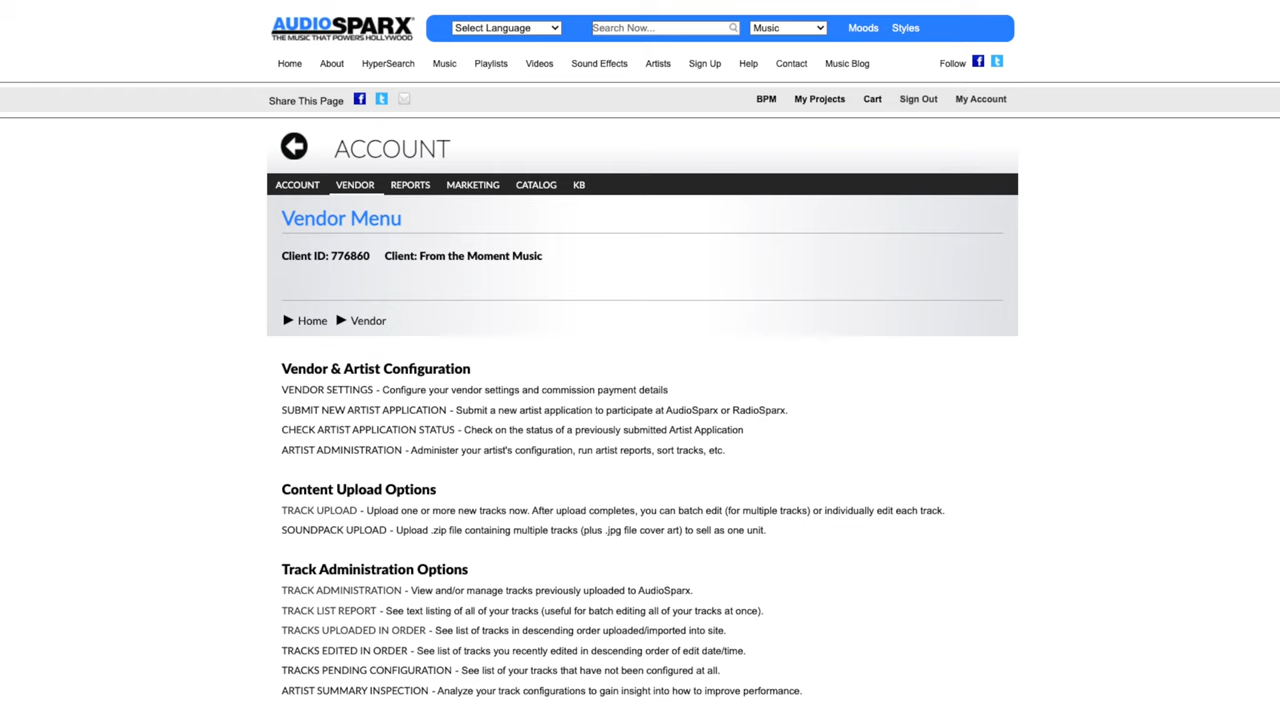 AUDIOSPARX
THE MUSIC THAT POWERS HOLLYWOOD
Select Language
Search Now...
Music
Moods
Styles
Home About HyperSearch Music Playlists Videos Sound Effects Artists Sign Up Help Contact Music Blog Follow
Share This Page
BPM My Projects Cart Sign Out My Account
ACCOUNT
ACCOUNT VENDOR REPORTS MARKETING CATALOG KB
Vendor Menu
Client ID: 776860 Client: From the Moment Music
Home Vendor
Vendor & Artist Configuration
VENDOR SETTINGS - Configure your vendor settings and commission payment details
SUBMIT NEW ARTIST APPLICATION - Submit a new artist application to participate at AudioSparx or RadioSparx.
CHECK ARTIST APPLICATION STATUS - Check on the status of a previously submitted Artist Application
ARTIST ADMINISTRATION - Administer your artist's configuration, run artist reports, sort tracks, etc.
Content Upload Options
TRACK UPLOAD - Upload one or more new tracks now. After upload completes, you can batch edit (for multiple tracks) or individually edit each track.
SOUNDPACK UPLOAD - Upload .zip file containing multiple tracks (plus .jpg file cover art) to sell as one unit.
Track Administration Options
TRACK ADMINISTRATION - View and/or manage tracks previously uploaded to AudioSparx.
TRACK LIST REPORT - See text listing of all of your tracks (useful for batch editing all of your tracks at once).
TRACKS UPLOADED IN ORDER - See list of tracks in descending order uploaded/imported into site.
TRACKS EDITED IN ORDER - See list of tracks you recently edited in descending order of edit date/time.
TRACKS PENDING CONFIGURATION - See list of your tracks that have not been configured at all.
ARTIST SUMMARY INSPECTION - Analyze your track configurations to gain insight into how to improve performance.